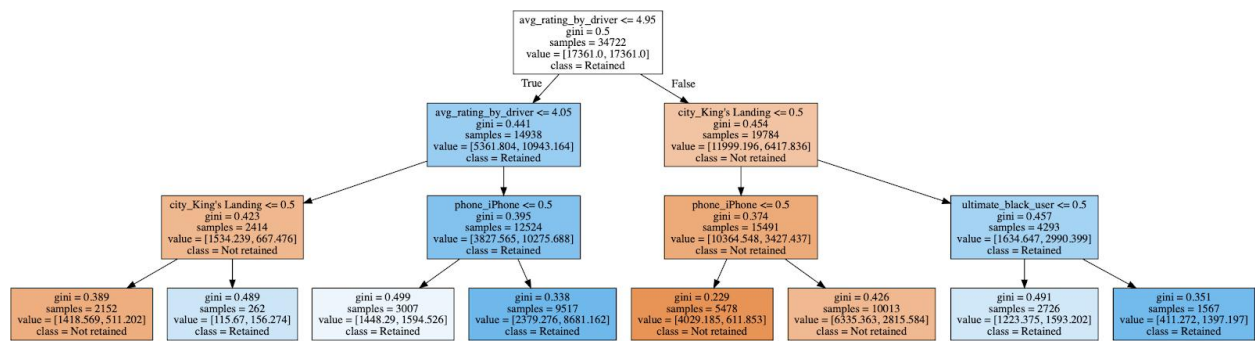 avg_rating_by_driver <= 4.95
gini = 0.5
samples = 34722
value = [17361.0, 17361.0]
class = Retained
True
False
avg_rating_by_driver <= 4.05
gini = 0.441
samples = 14938
value = [5361.804, 10943.164]
class = Retained
city_King's Landing <= 0.5
gini = 0.454
samples = 19784
value = [11999.196, 6417.836]
class = Not retained
city_King's Landing <= 0.5
gini = 0.423
samples = 2414
value = [1534.239, 667.476]
class = Not retained
phone_iPhone <= 0.5
gini = 0.395
samples = 12524
value = [3827.565, 10275.688]
class = Retained
phone_iPhone <= 0.5
gini = 0.374
samples = 15491
value = [10364.548, 3427.437]
class = Not retained
ultimate_black_user <= 0.5
gini = 0.457
samples = 4293
value = [1634.647, 2990.399]
class = Retained
gini = 0.389
samples = 2152
value = [1418.569, 511.202]
class = Not retained
gini = 0.489
samples = 262
value = [115.67, 156.274]
class = Retained
gini = 0.499
samples = 3007
value = [1448.29, 1594.526]
class = Retained
gini = 0.338
samples = 9517
value = [2379.276, 8681.162]
class = Retained
gini = 0.229
samples = 5478
value = [4029.185, 611.853]
class = Not retained
gini = 0.426
samples = 10013
value = [6335.363, 2815.584]
class = Not retained
gini = 0.491
samples = 2726
value = [1223.375, 1593.202]
class = Retained
gini = 0.351
samples = 1567
value = [411.272, 1397.197]
class = Retained